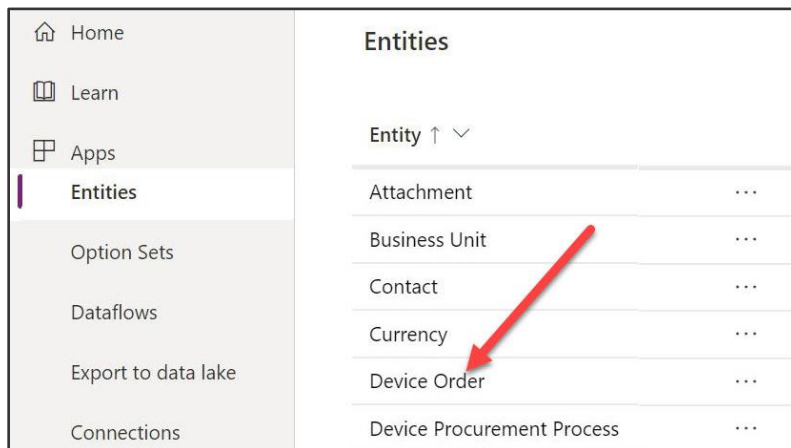 Home
Learn
Apps
Entities
Option Sets
Dataflows
Export to data lake
Connections
Entities
Entity ↑
Attachment ...
Business Unit ...
Contact ...
Currency ...
Device Order ...
Device Procurement Process ...